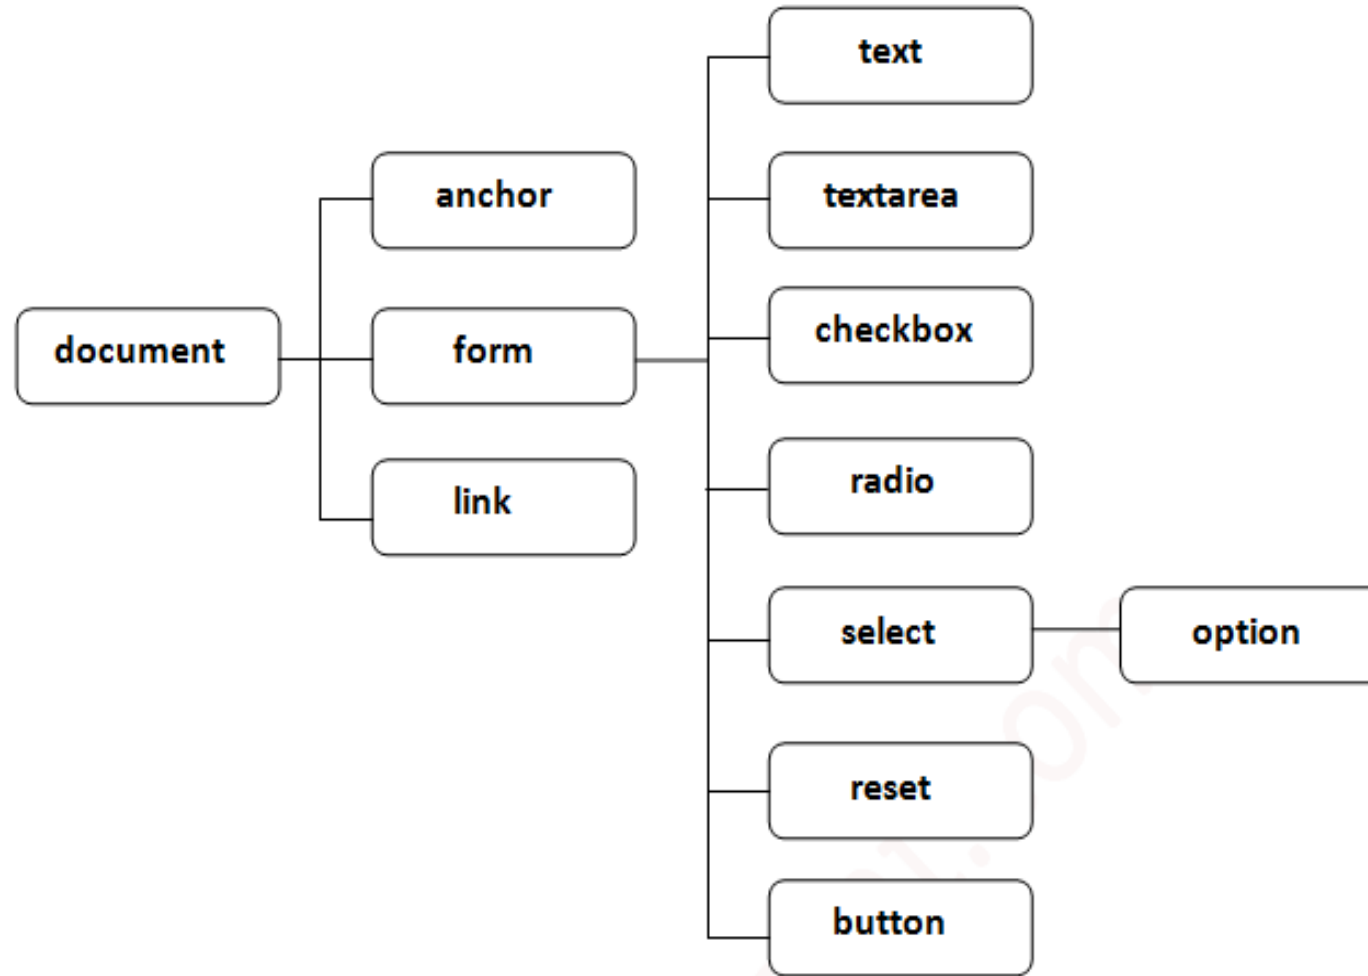 text
anchor
textarea
checkbox
document
form
radio
link
select
option
reset
button